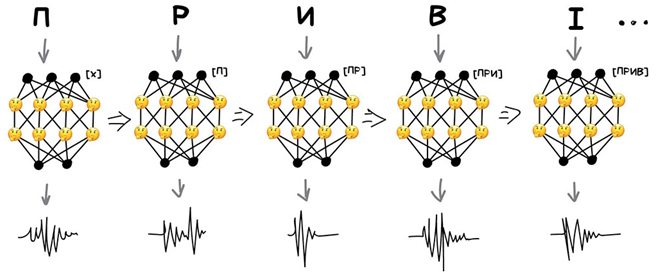 П Р И В І ...
[X] [П] [ПР] [ПРИ] [ПРИВ]